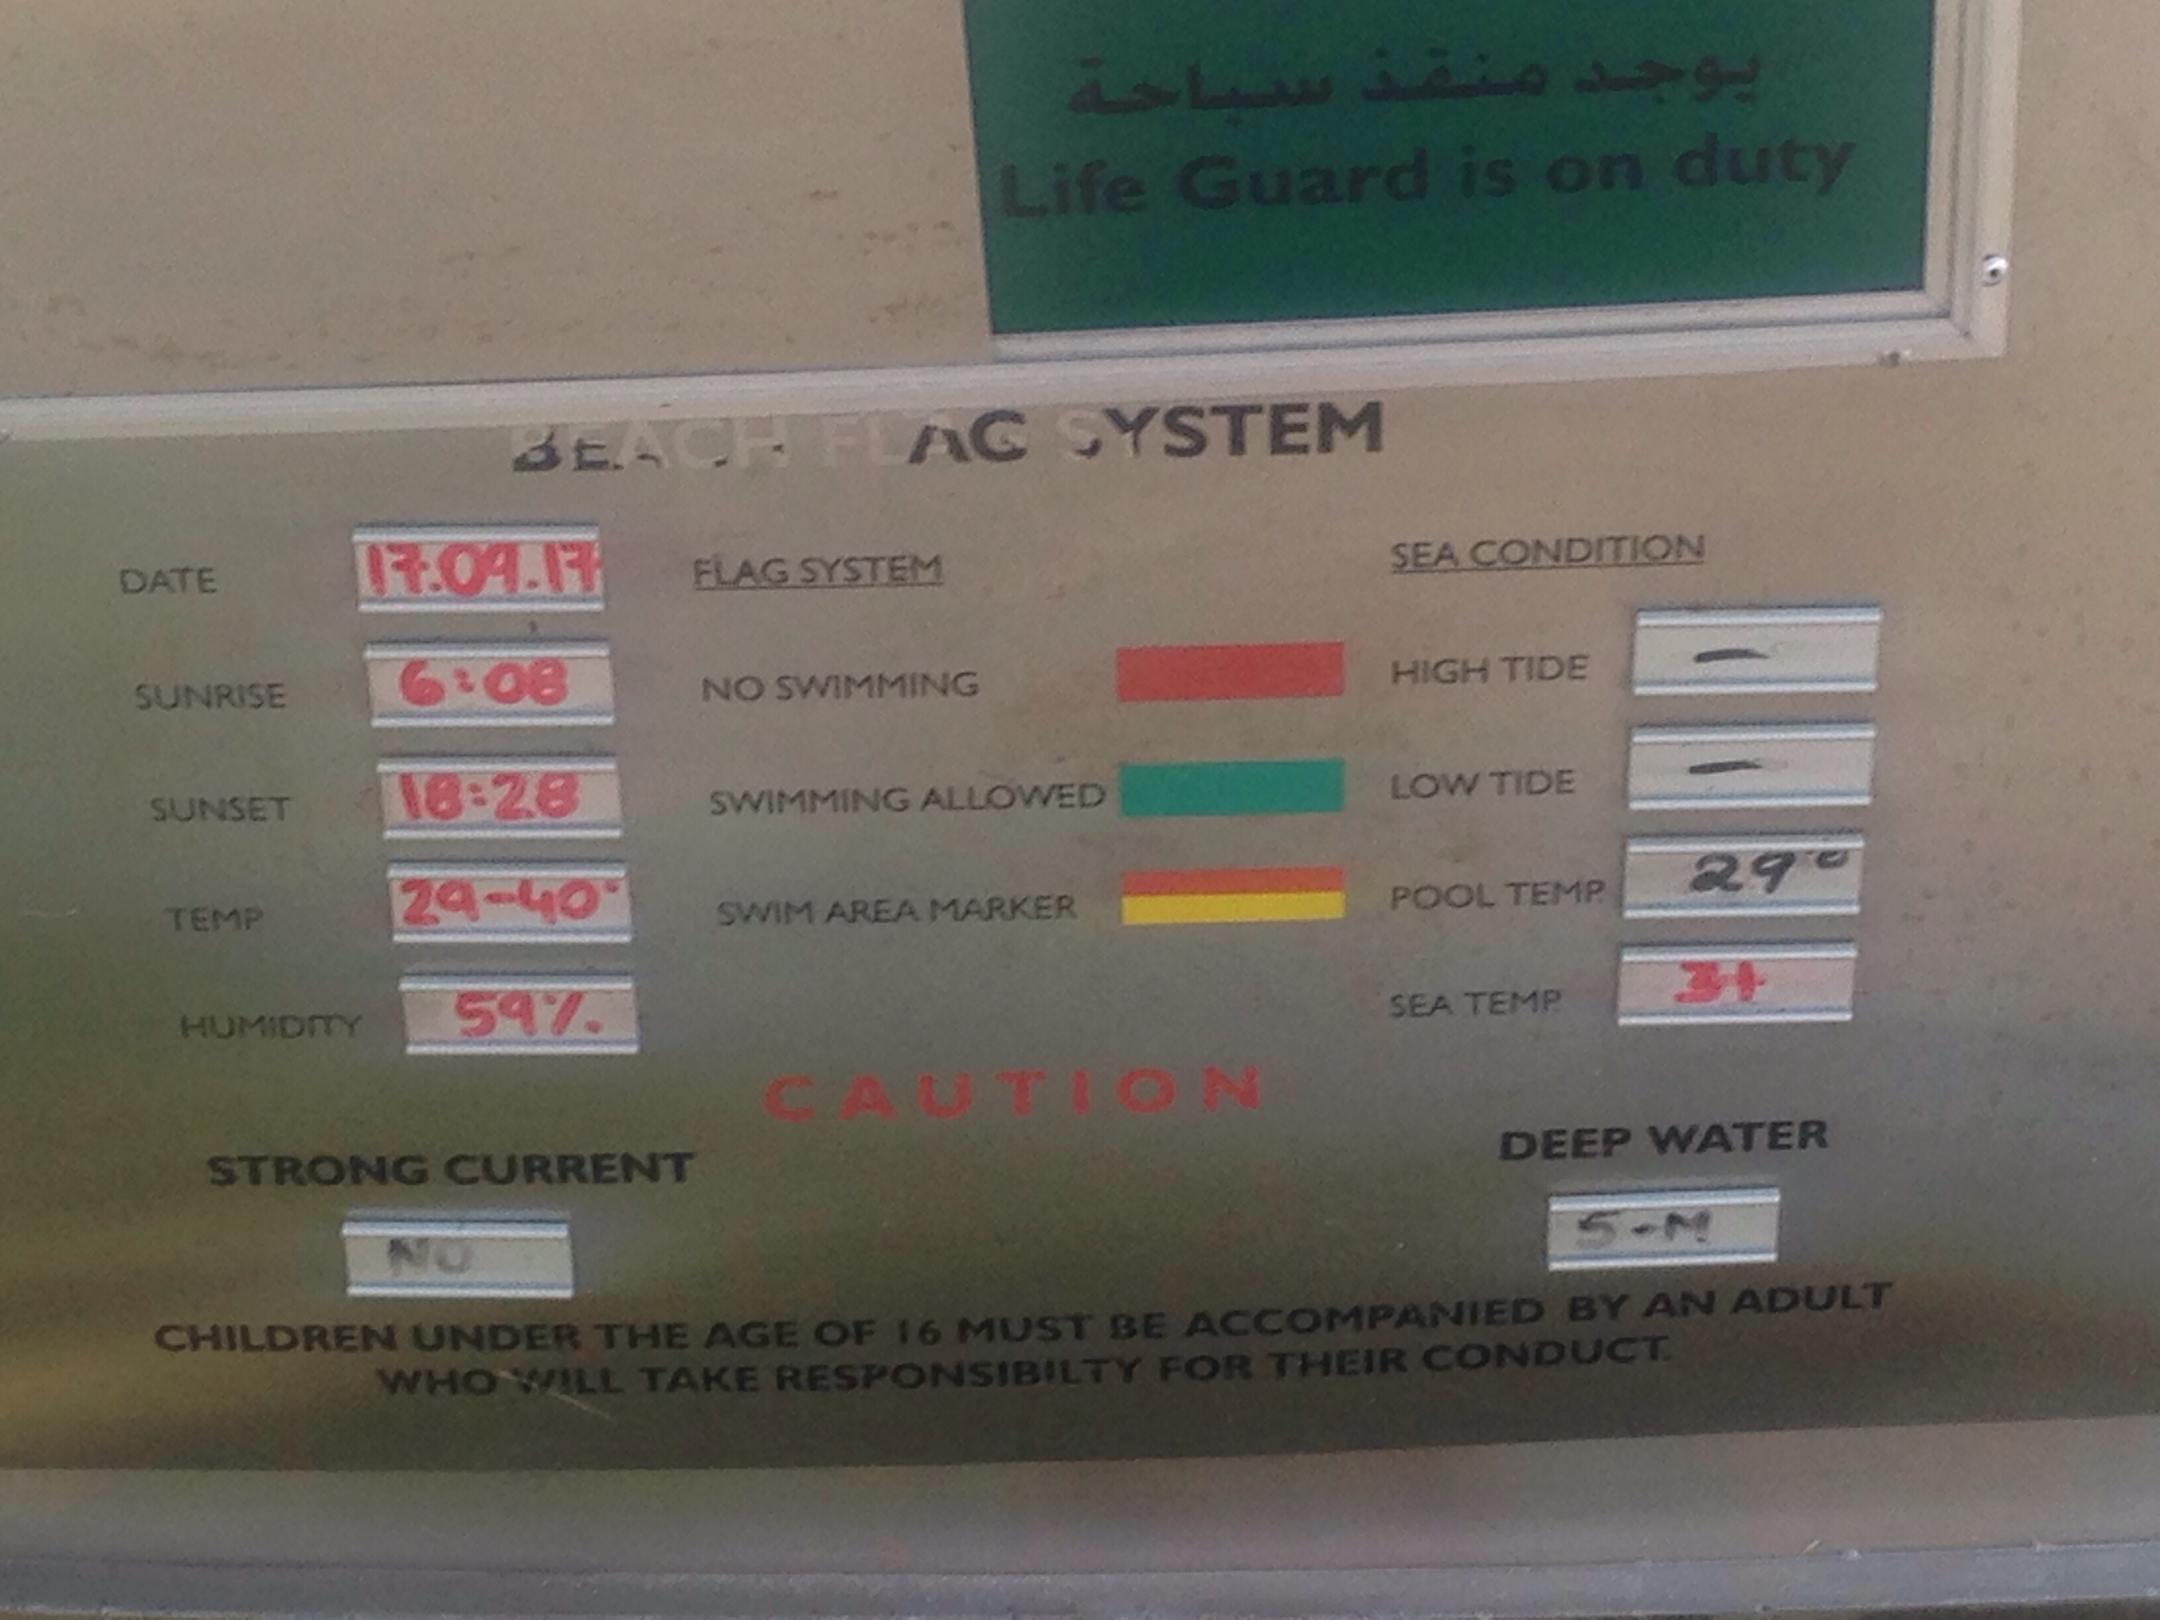 يوجد منقذ سباحة
Life Guard is on duty
BEACH FLAG SYSTEM
DATE 17.09.17
SUNRISE 6:08
SUNSET 18:28
TEMP 29-40°
HUMIDITY 59%.
FLAG SYSTEM
NO SWIMMING
SWIMMING ALLOWED
SWIM AREA MARKER
SEA CONDITION
HIGH TIDE –
LOW TIDE –
POOL TEMP. 29°
SEA TEMP.
CAUTION
STRONG CURRENT
NO
DEEP WATER
5-M
CHILDREN UNDER THE AGE OF 16 MUST BE ACCOMPANIED BY AN ADULT
WHO WILL TAKE RESPONSIBILTY FOR THEIR CONDUCT.